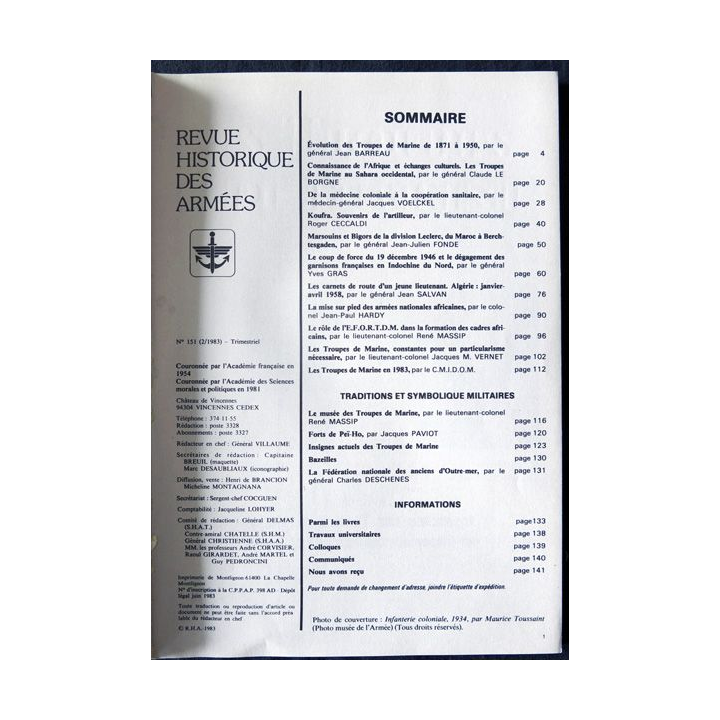 REVUE
HISTORIQUE
DES
ARMÉES
N° 151 (2/1983) – Trimestriel
Couronnée par l'Académie française en
1954
Couronnée par l'Académie des Sciences
morales et politiques en 1981
Château de Vincennes
94304 VINCENNES CEDEX
Téléphone : 374 11 55
Rédaction : poste 3328
Abonnements : poste 3327
Rédacteur en chef : Général VILLAUME
Secrétaires de rédaction : Capitaine
BREUIL (maquette)
Marc DESAUBLIAUX (iconographie)
Diffusion, vente : Henri de BRANCION
Micheline MONTAGNANA
Secrétariat : Sergent-chef COCGUEN
Comptabilité : Jacqueline LOHYER
Comité de rédaction : Général DELMAS
(S.H.A.T.)
Contre amiral CHATELLE (S.H.M.)
Général CHRISTIENNE (S.H.A.A.)
MM. les professeurs André CORVISIER,
Raoul GIRARDET, André MARTEL et
Guy PEDRONCINI
Imprimerie de Montligeon-61400 La Chapelle
Montligeon
N° d'inscription à la C.P.P.A.P. 398 AD - Dépôt
légal juin 1983
Toute traduction ou reproduction d'article ou
document ne peut être faite sans l'accord préa-
lable du rédacteur en chef
© R.H.A. 1983
SOMMAIRE
Évolution des Troupes de Marine de 1871 à 1950, par le
général Jean BARREAU page 4
Connaissance de l'Afrique et échanges culturels. Les Troupes
de Marine au Sahara occidental, par le général Claude LE
BORGNE page 20
De la médecine coloniale à la coopération sanitaire, par le
médecin-général Jacques VOELCKEL page 28
Koufra. Souvenirs de l'artilleur, par le lieutenant-colonel
Roger CECCALDI page 40
Marsouins et Bigors de la division Leclerc, du Maroc à Berch-
tesgaden, par le général Jean-Julien FONDE page 50
Le coup de force du 19 décembre 1946 et le dégagement des
garnisons françaises en Indochine du Nord, par le général
Yves GRAS page 60
Les carnets de route d'un jeune lieutenant. Algérie : janvier-
avril 1958, par le général Jean SALVAN page 76
La mise sur pied des armées nationales africaines, par le colo-
nel Jean-Paul HARDY page 90
Le rôle de l'E.F.O.R.T.D.M. dans la formation des cadres afri-
cains, par le lieutenant-colonel René MASSIP page 96
Les Troupes de Marine, constantes pour un particularisme
nécessaire, par le lieutenant-colonel Jacques M. VERNET page 102
Les Troupes de Marine en 1983, par le C.M.I.D.O.M. page 112
TRADITIONS ET SYMBOLIQUE MILITAIRES
Le musée des Troupes de Marine, par le lieutenant-colonel
René MASSIP page 116
Forts de Peï-Ho, par Jacques PAVIOT page 120
Insignes actuels des Troupes de Marine page 123
Bazeilles page 130
La Fédération nationale des anciens d'Outre-mer, par le page 131
général Charles DESCHENES
INFORMATIONS
Parmi les livres page133
Travaux universitaires page 138
Colloques page 139
Communiqués page 140
Nous avons reçu page 141
Pour toute demande de changement d'adresse, joindre l'étiquette d'expédition.
Photo de couverture : Infanterie coloniale, 1934, par Maurice Toussaint
(Photo musée de l'Armée) (Tous droits réservés).
1